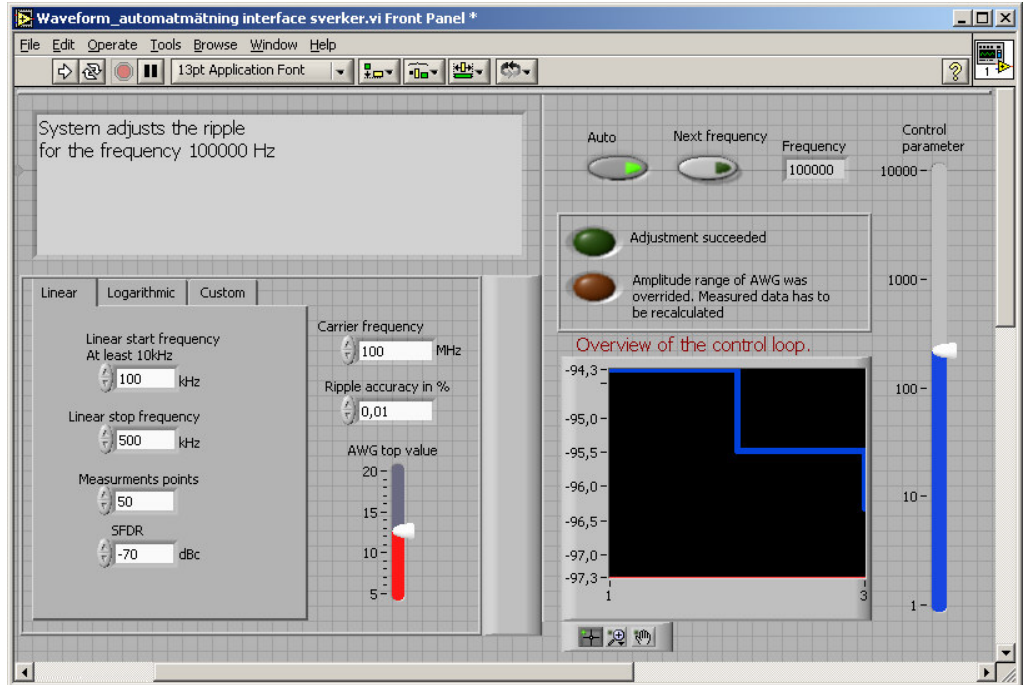 Waveform_automatmätning interface sverker.vi Front Panel *
File Edit Operate Tools Browse Window Help
13pt Application Font
1
System adjusts the ripple
for the frequency 100000 Hz
Auto
Next frequency
Frequency
100000
Control
parameter
10000
1000
100
10
1
Adjustment succeeded
Amplitude range of AWG was
overrided. Measured data has to
be recalculated
Linear
Logarithmic
Custom
Linear start frequency
At least 10kHz
100 kHz
Linear stop frequency
500 kHz
Measurments points
50
SFDR
-70 dBc
Carrier frequency
100 MHz
Ripple accuracy in %
0,01
AWG top value
20
15
10
5
Overview of the control loop.
-94,3
-95,0
-95,5
-96,0
-96,5
-97,0
-97,3
1
3